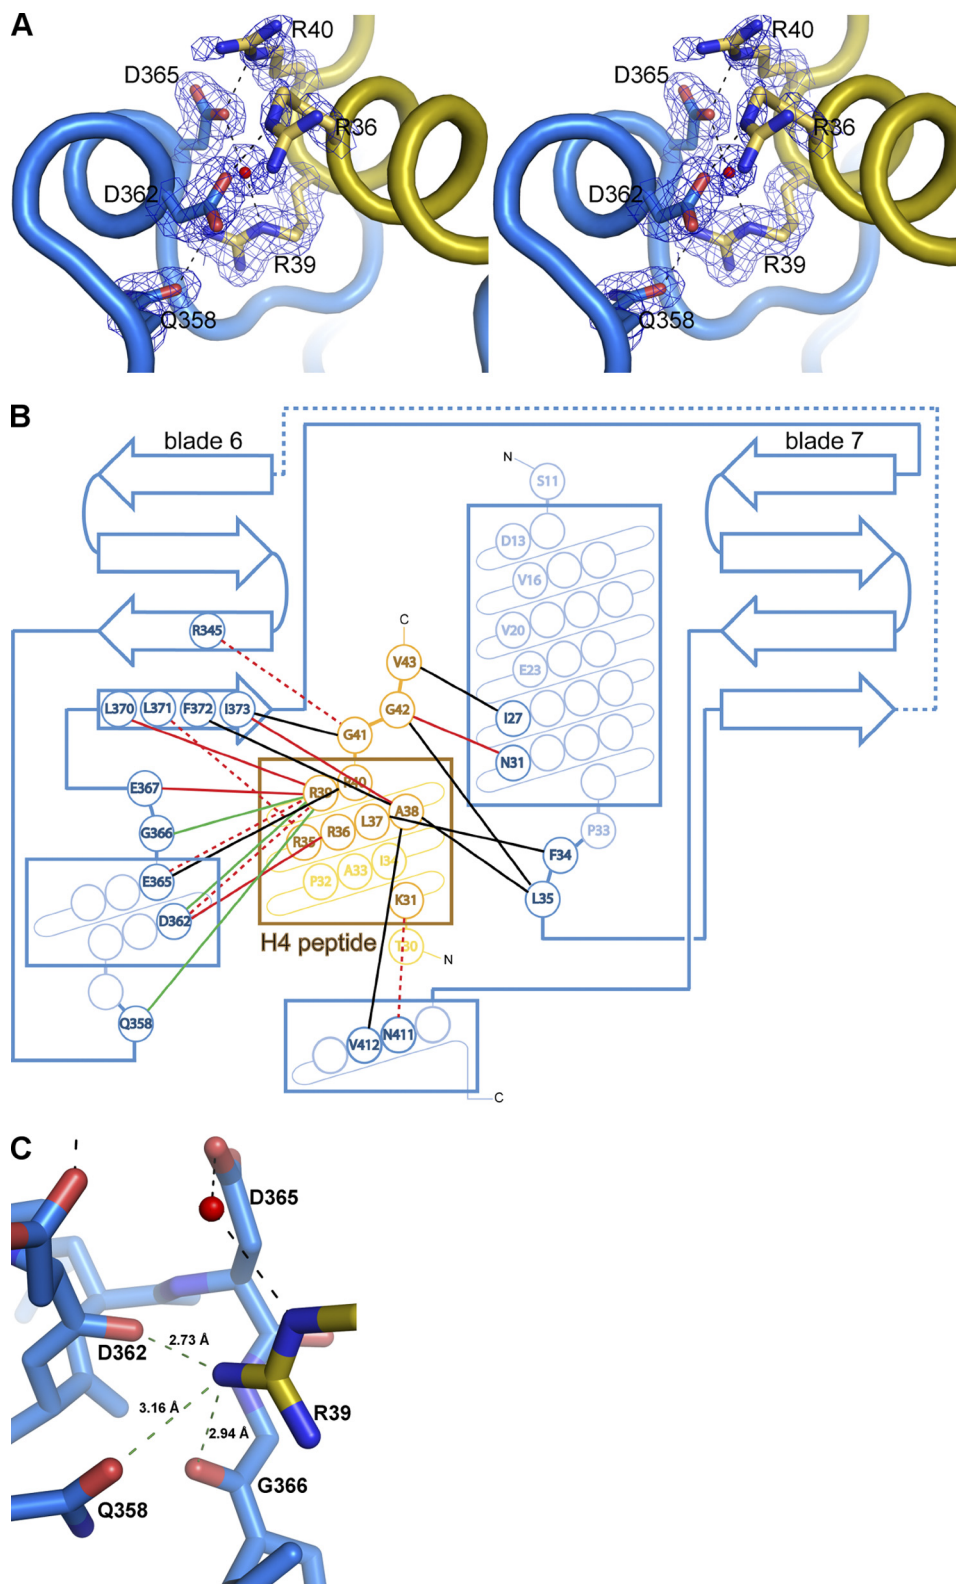 A
R40
D365
R36
D362
R39
Q358
R40
D365
R36
D362
R39
Q358
B
blade 6
blade 7
N
S11
D13
V16
V20
E23
I27
N31
P33
F34
L35
R345
C
V43
G42
G41
L370
L371
F372
I373
R40
R39
A38
L37
R36
R35
E367
G366
E365
D362
Q358
P32
A33
I34
K31
H4 peptide
T30
N
V412
N411
C
C
D365
D362
2.73 Å
3.16 Å
2.94 Å
R39
G366
Q358